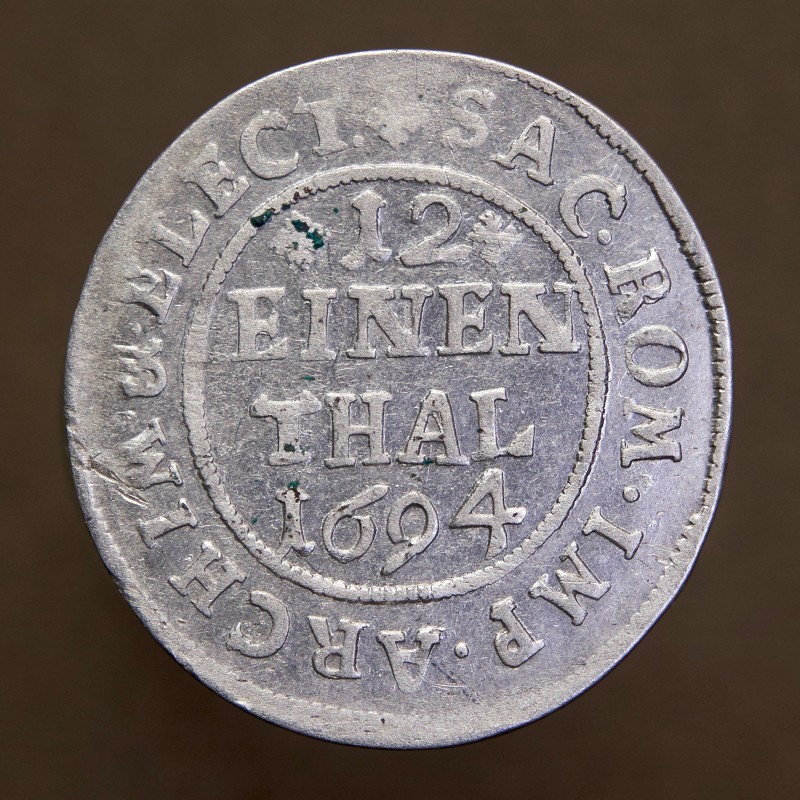 SAC. ROM. IMP. ARCHIM. & ELECT.
12
EINEN
THAL
1694